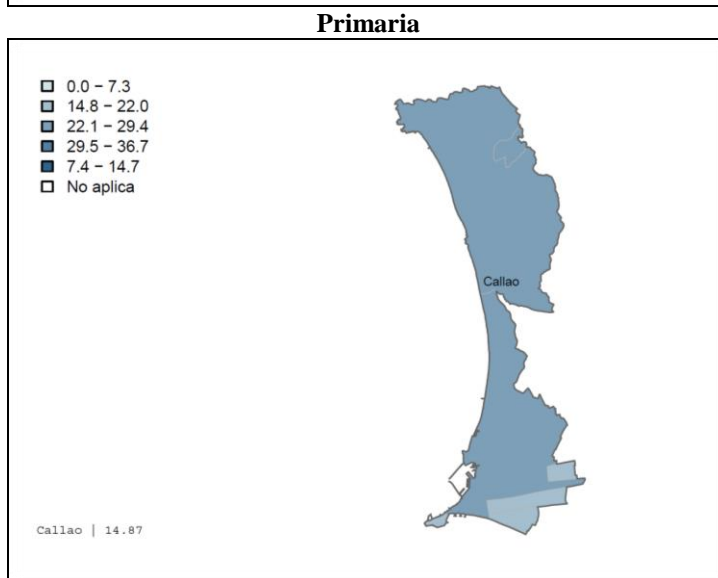 Primaria
0.0 − 7.3
14.8 − 22.0
22.1 − 29.4
29.5 − 36.7
7.4 − 14.7
No aplica
Callao
Callao | 14.87